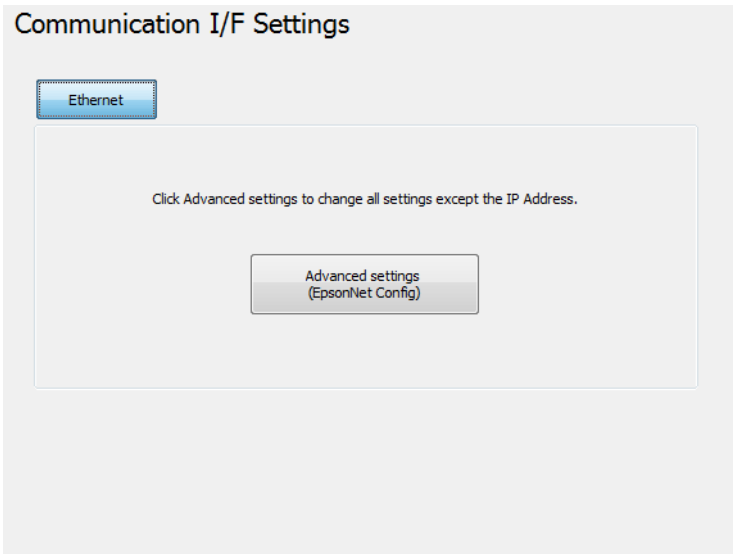 Communication I/F Settings
Ethernet
Click Advanced settings to change all settings except the IP Address.
Advanced settings
(EpsonNet Config)